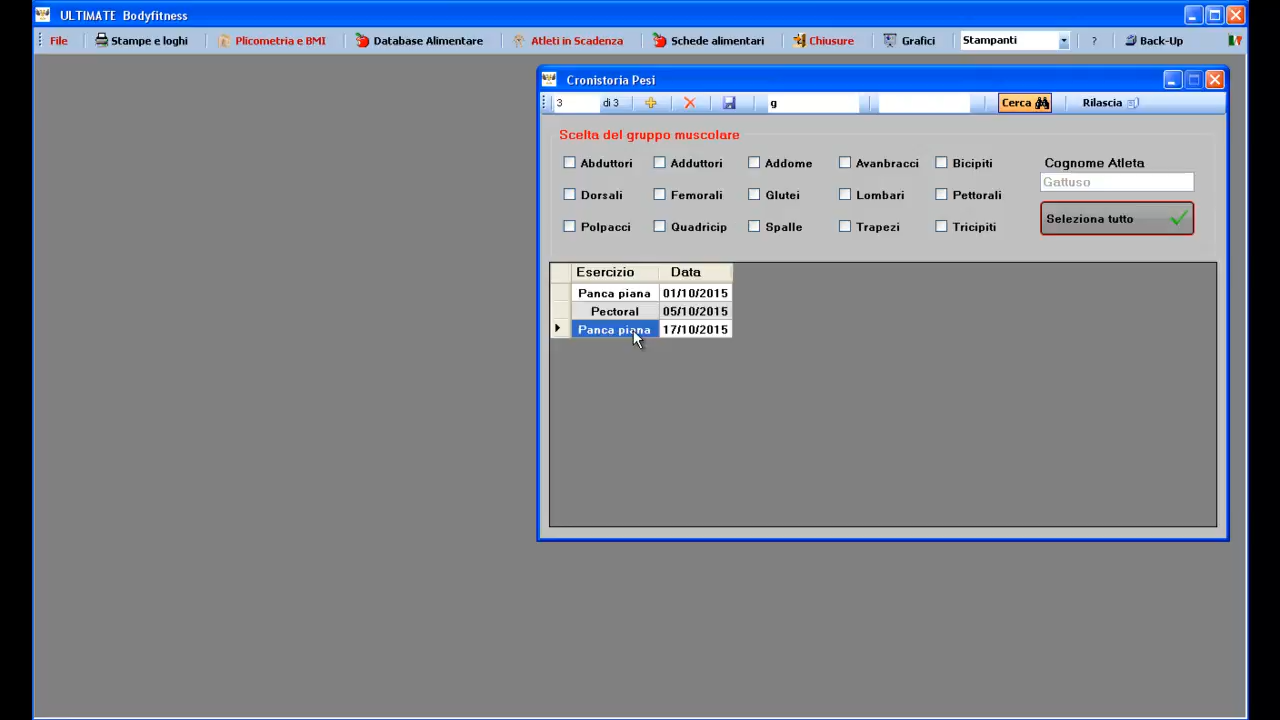 ULTIMATE Bodyfitness
File Stampe e loghi Plicometria e BMI Database Alimentare Atleti in Scadenza Schede alimentari Chiusure Grafici Stampanti ? Back-Up
Cronistoria Pesi
3 di 3 g Cerca Rilascia
Scelta del gruppo muscolare
Abduttori Adduttori Addome Avanbracci Bicipiti Cognome Atleta
Gattuso
Dorsali Femorali Glutei Lombari Pettorali
Seleziona tutto
Polpacci Quadricip Spalle Trapezi Tricipiti
Esercizio Data
Panca piana 01/10/2015
Pectoral 05/10/2015
Panca piana 17/10/2015